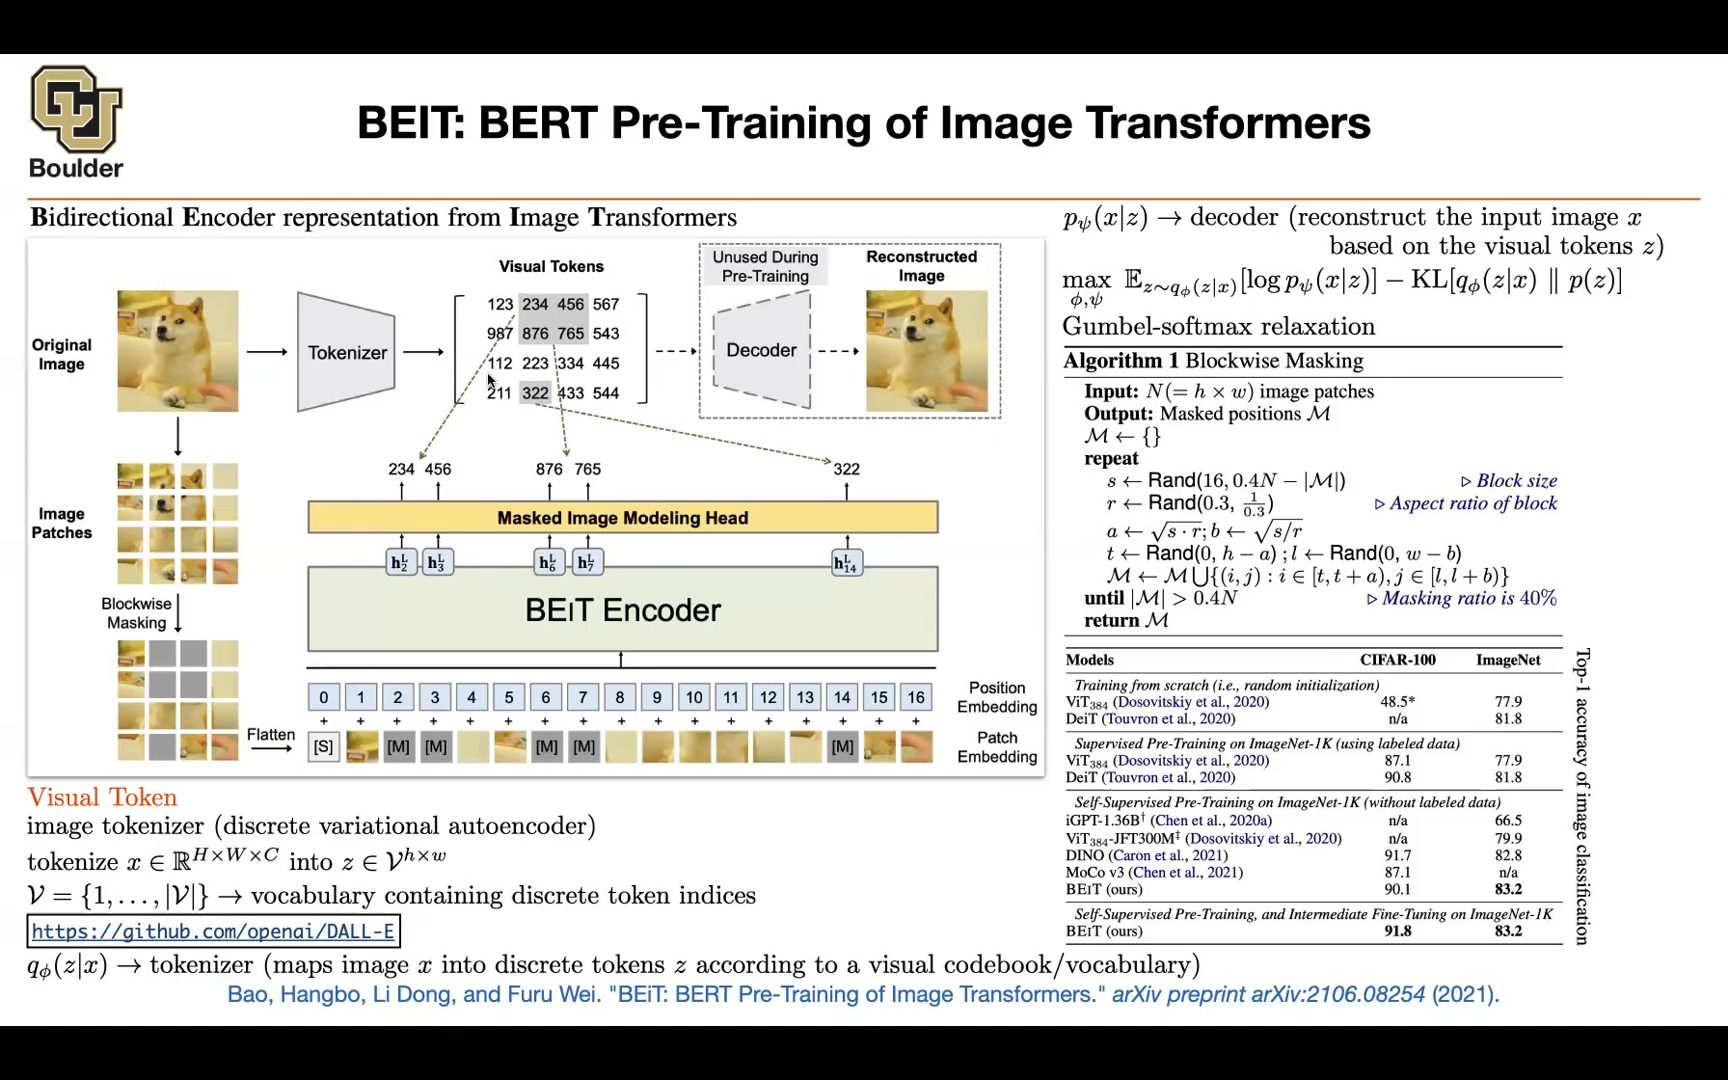 Boulder
BEIT: BERT Pre-Training of Image Transformers
Bidirectional Encoder representation from Image Transformers
Original
Image
Tokenizer
Visual Tokens
123 234 456 567
987 876 765 543
112 223 334 445
211 322 433 544
Unused During
Pre-Training
Decoder
Reconstructed
Image
Image
Patches
234 456 876 765 322
Masked Image Modeling Head
h₂ᴸ h₃ᴸ h₆ᴸ h₇ᴸ h₁₄ᴸ
BEIT Encoder
Blockwise
Masking
0 1 2 3 4 5 6 7 8 9 10 11 12 13 14 15 16
Position
Embedding
+ + + + + + + + + + + + + + + + +
Flatten
[S] [M] [M] [M] [M] [M]
Patch
Embedding
Visual Token
image tokenizer (discrete variational autoencoder)
tokenize x ∈ ℝ^{H×W×C} into z ∈ 𝒱^{h×w}
𝒱 = {1, . . . , |𝒱|} → vocabulary containing discrete token indices
https://github.com/openai/DALL-E
q_ϕ(z|x) → tokenizer (maps image x into discrete tokens z according to a visual codebook/vocabulary)
p_ψ(x|z) → decoder (reconstruct the input image x
based on the visual tokens z)
max_{ϕ,ψ} 𝔼_{z∼q_ϕ(z|x)}[log p_ψ(x|z)] − KL[q_ϕ(z|x) ∥ p(z)]
Gumbel-softmax relaxation
Algorithm 1 Blockwise Masking
Input: N(= h × w) image patches
Output: Masked positions ℳ
ℳ ← {}
repeat
s ← Rand(16, 0.4N − |ℳ|) ▷ Block size
r ← Rand(0.3, 1/0.3) ▷ Aspect ratio of block
a ← √(s · r); b ← √(s/r)
t ← Rand(0, h − a) ; l ← Rand(0, w − b)
ℳ ← ℳ ⋃{(i, j) : i ∈ [t, t + a), j ∈ [l, l + b)}
until |ℳ| > 0.4N ▷ Masking ratio is 40%
return ℳ
Models CIFAR-100 ImageNet
Training from scratch (i.e., random initialization)
ViT₃₈₄ (Dosovitskiy et al., 2020) 48.5* 77.9
DeiT (Touvron et al., 2020) n/a 81.8
Supervised Pre-Training on ImageNet-1K (using labeled data)
ViT₃₈₄ (Dosovitskiy et al., 2020) 87.1 77.9
DeiT (Touvron et al., 2020) 90.8 81.8
Self-Supervised Pre-Training on ImageNet-1K (without labeled data)
iGPT-1.36B† (Chen et al., 2020a) n/a 66.5
ViT₃₈₄-JFT300M‡ (Dosovitskiy et al., 2020) n/a 79.9
DINO (Caron et al., 2021) 91.7 82.8
MoCo v3 (Chen et al., 2021) 87.1 n/a
BEIT (ours) 90.1 83.2
Self-Supervised Pre-Training, and Intermediate Fine-Tuning on ImageNet-1K
BEIT (ours) 91.8 83.2
Top-1 accuracy of image classification
Bao, Hangbo, Li Dong, and Furu Wei. "BEiT: BERT Pre-Training of Image Transformers." arXiv preprint arXiv:2106.08254 (2021).